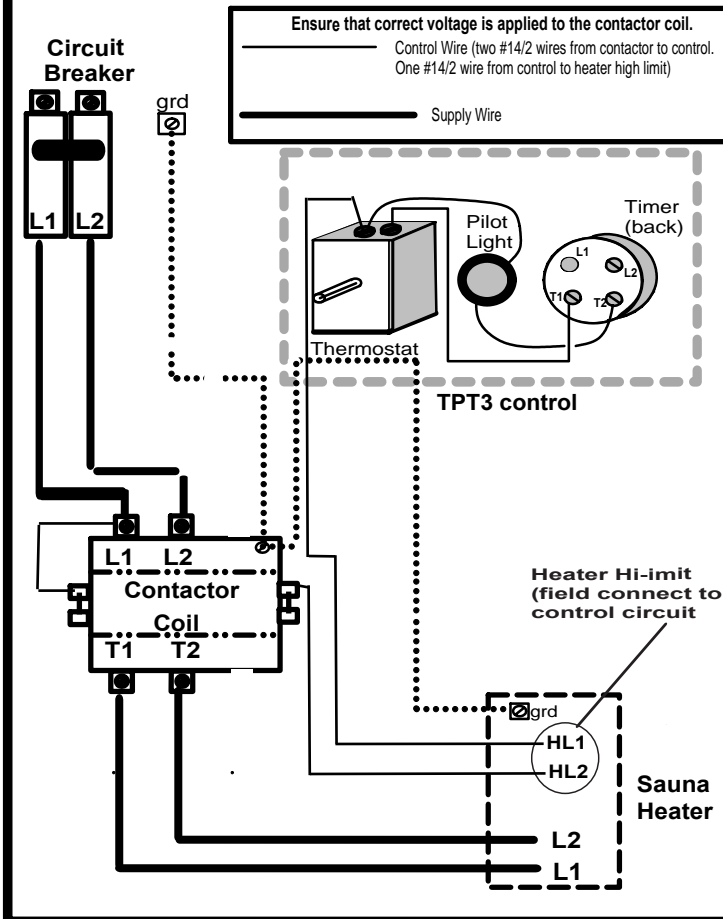 Ensure that correct voltage is applied to the contactor coil.
Control Wire (two #14/2 wires from contactor to control.
One #14/2 wire from control to heater high limit)
Supply Wire
Circuit
Breaker
grd
L1 L2
Pilot
Light
Timer
(back)
L1
L2
T1
T2
Thermostat
TPT3 control
L1 L2
Contactor
Coil
T1 T2
Heater Hi-imit
(field connect to
control circuit
grd
HL1
HL2
Sauna
Heater
L2
L1